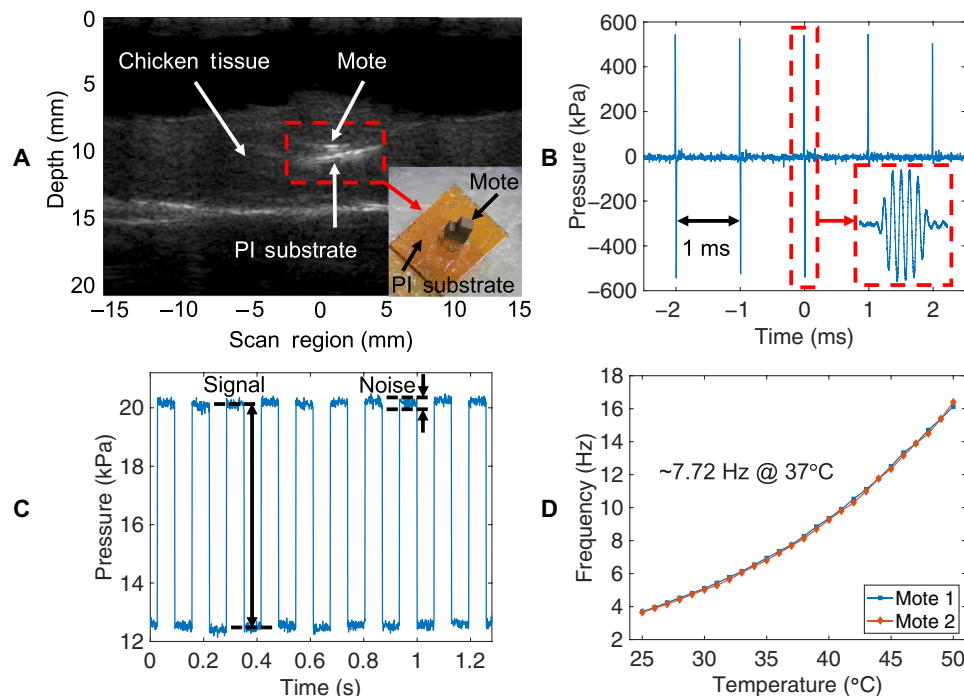 A
0
5
10
15
20
Depth (mm)
Chicken tissue
Mote
PI substrate
Mote
PI substrate
−15
−10
−5
0
5
10
15
Scan region (mm)
B
600
400
200
0
−200
−400
−600
Pressure (kPa)
1 ms
−2
−1
0
1
2
Time (ms)
C
20
18
16
14
12
Pressure (kPa)
Signal
Noise
0
0.2
0.4
0.6
0.8
1
1.2
Time (s)
D
18
16
14
12
10
8
6
4
2
Frequency (Hz)
~7.72 Hz @ 37°C
Mote 1
Mote 2
25
30
35
40
45
50
Temperature (°C)